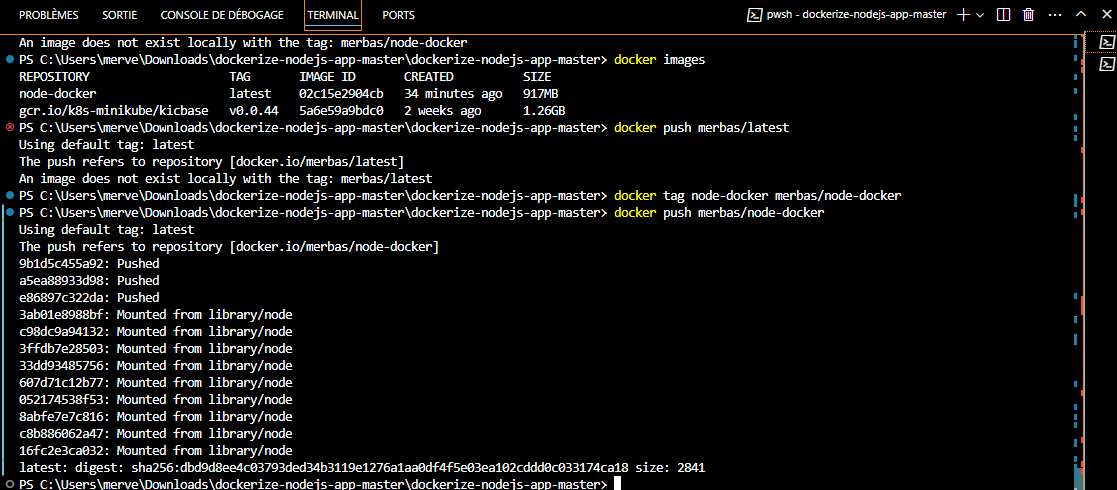 PROBLÈMES SORTIE CONSOLE DE DÉBOGAGE TERMINAL PORTS pwsh - dockerize-nodejs-app-master
An image does not exist locally with the tag: merbas/node-docker
PS C:\Users\merve\Downloads\dockerize-nodejs-app-master\dockerize-nodejs-app-master> docker images
REPOSITORY TAG IMAGE ID CREATED SIZE
node-docker latest 02c15e2904cb 34 minutes ago 917MB
gcr.io/k8s-minikube/kicbase v0.0.44 5a6e59a9bdc0 2 weeks ago 1.26GB
PS C:\Users\merve\Downloads\dockerize-nodejs-app-master\dockerize-nodejs-app-master> docker push merbas/latest
Using default tag: latest
The push refers to repository [docker.io/merbas/latest]
An image does not exist locally with the tag: merbas/latest
PS C:\Users\merve\Downloads\dockerize-nodejs-app-master\dockerize-nodejs-app-master> docker tag node-docker merbas/node-docker
PS C:\Users\merve\Downloads\dockerize-nodejs-app-master\dockerize-nodejs-app-master> docker push merbas/node-docker
Using default tag: latest
The push refers to repository [docker.io/merbas/node-docker]
9b1d5c455a92: Pushed
a5ea88933d98: Pushed
e86897c322da: Pushed
3ab01e8988bf: Mounted from library/node
c98dc9a94132: Mounted from library/node
3ffdb7e28503: Mounted from library/node
33dd93485756: Mounted from library/node
607d71c12b77: Mounted from library/node
052174538f53: Mounted from library/node
8abfe7e7c816: Mounted from library/node
c8b886062a47: Mounted from library/node
16fc2e3ca032: Mounted from library/node
latest: digest: sha256:dbd9d8ee4c03793ded34b3119e1276a1aa0df4f5e03ea102cddd0c033174ca18 size: 2841
PS C:\Users\merve\Downloads\dockerize-nodejs-app-master\dockerize-nodejs-app-master>